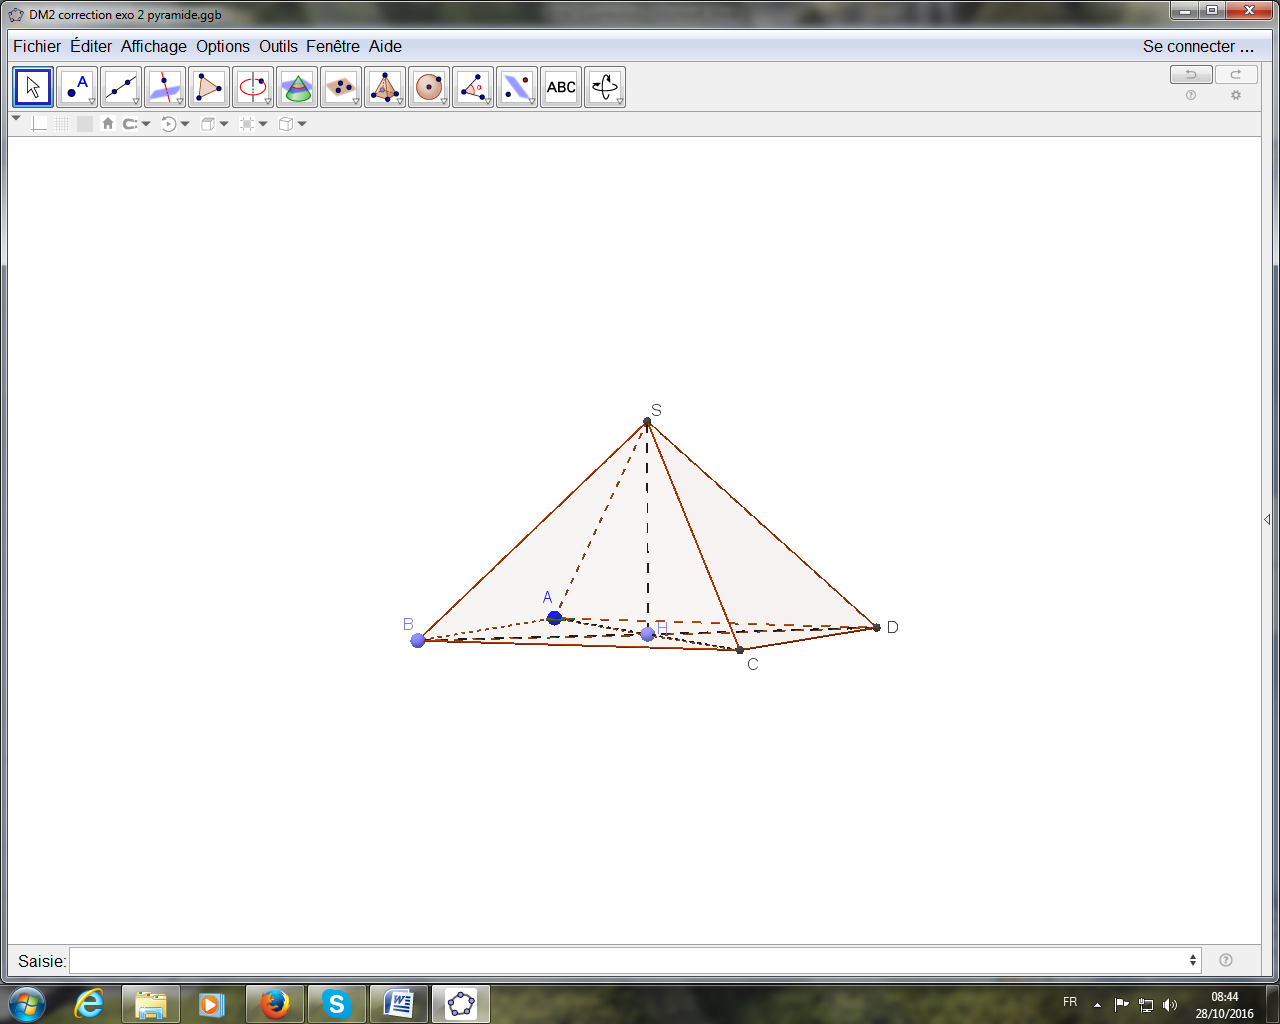 DM2 correction exo 2 pyramide.ggb
Fichier Éditer Affichage Options Outils Fenêtre Aide Se connecter ...
A α ABC
S
A
B
H
D
C
Saisie:
FR 08:44
28/10/2016